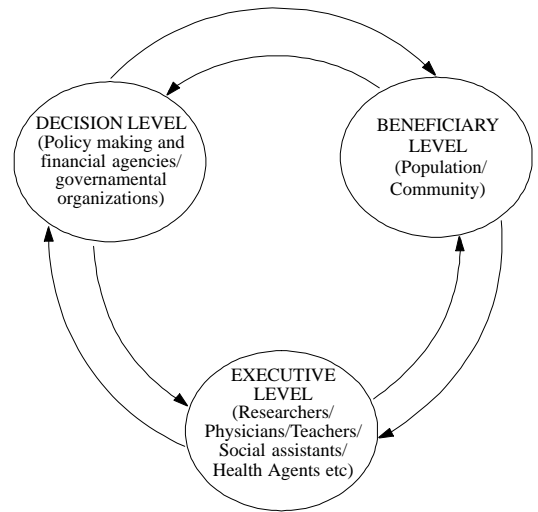 DECISION LEVEL
(Policy making and
financial agencies/
governamental
organizations)
BENEFICIARY
LEVEL
(Population/
Community)
EXECUTIVE
LEVEL
(Researchers/
Physicians/Teachers/
Social assistants/
Health Agents etc)